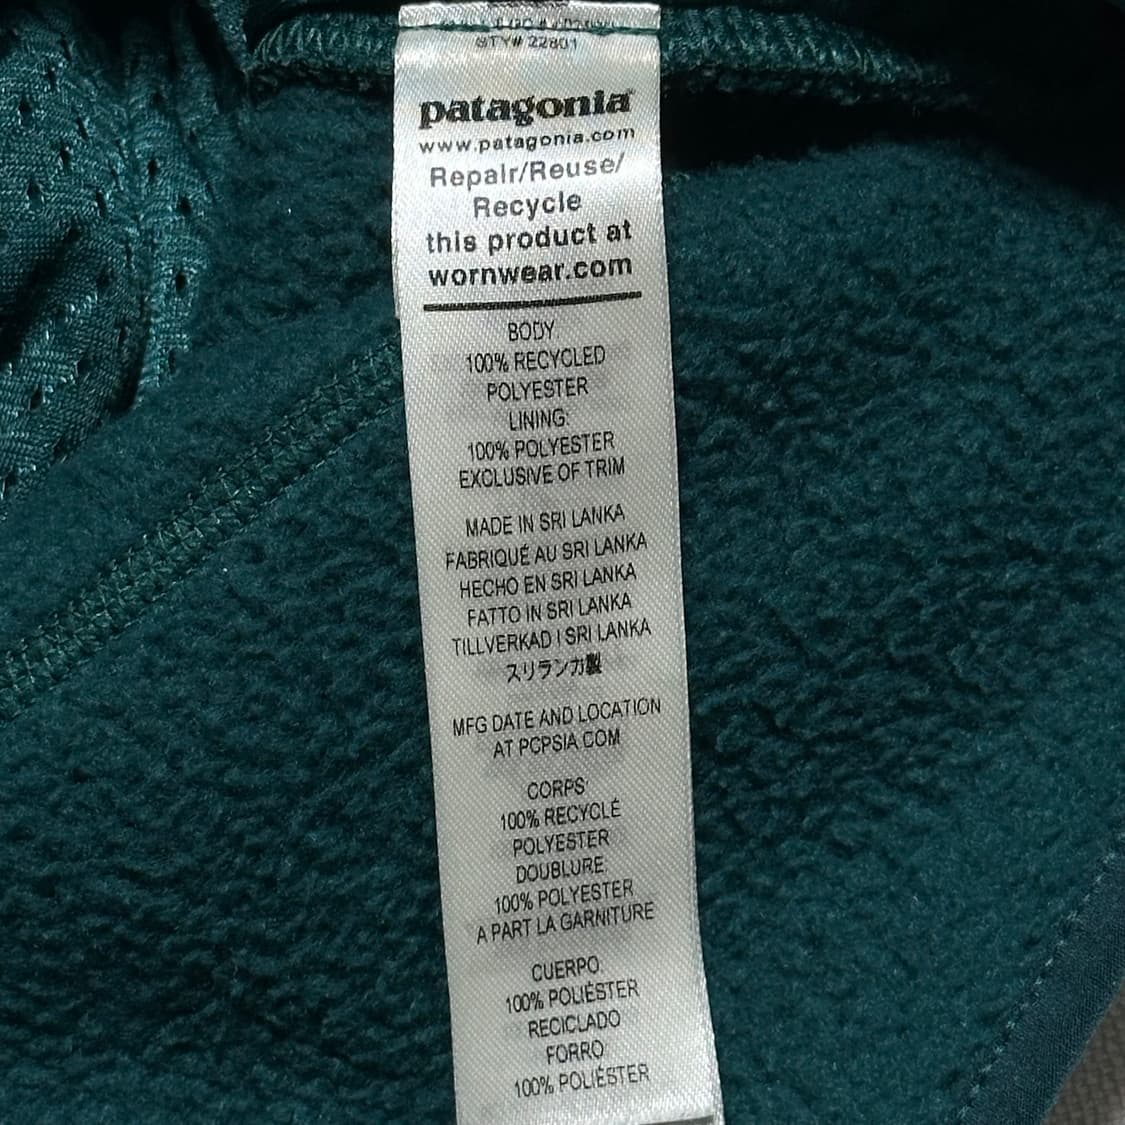 STY# 22801
patagonia
www.patagonia.com
Repair/Reuse/
Recycle
this product at
wornwear.com
BODY
100% RECYCLED
POLYESTER
LINING:
100% POLYESTER
EXCLUSIVE OF TRIM
MADE IN SRI LANKA
FABRIQUÉ AU SRI LANKA
HECHO EN SRI LANKA
FATTO IN SRI LANKA
TILLVERKAD I SRI LANKA
スリランカ製
MFG DATE AND LOCATION
AT PCPSIA.COM
CORPS:
100% RECYCLÉ
POLYESTER
DOUBLURE:
100% POLYESTER
A PART LA GARNITURE
CUERPO:
100% POLIÉSTER
RECICLADO
FORRO:
100% POLIÉSTER